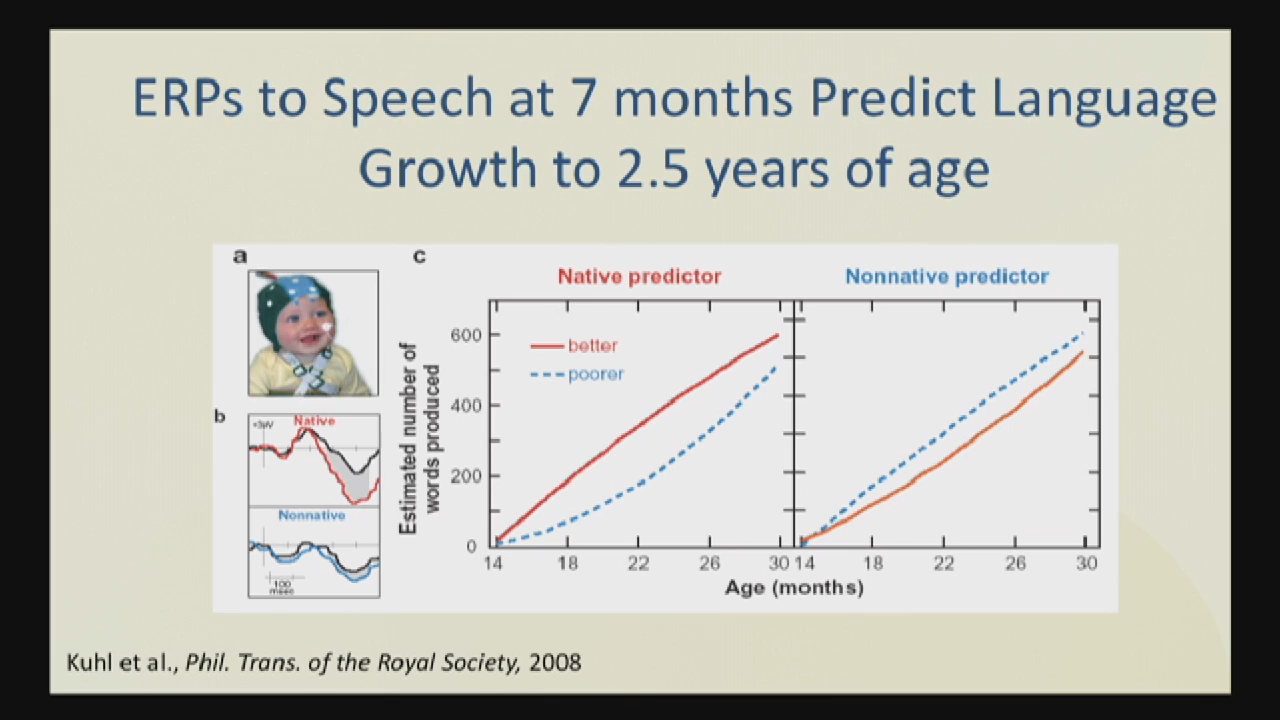 ERPs to Speech at 7 months Predict Language
Growth to 2.5 years of age
a
b
+3μV
Native
Nonnative
100
msec
c
Native predictor
Nonnative predictor
better
poorer
Estimated number of
words produced
600
400
200
0
14 18 22 26 30 14 18 22 26 30
Age (months)
Kuhl et al., Phil. Trans. of the Royal Society, 2008